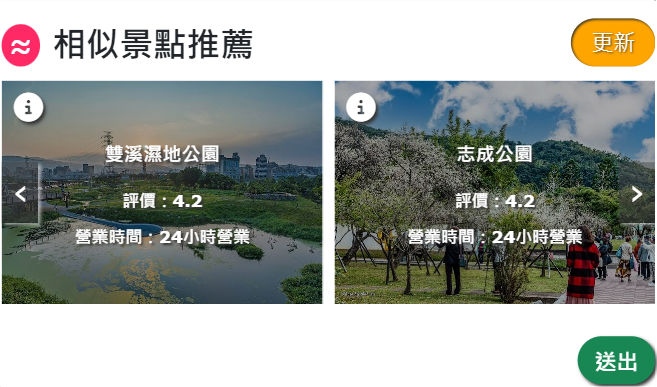 相似景點推薦
更新
雙溪濕地公園
評價：4.2
營業時間：24小時營業
志成公園
評價：4.2
營業時間：24小時營業
送出